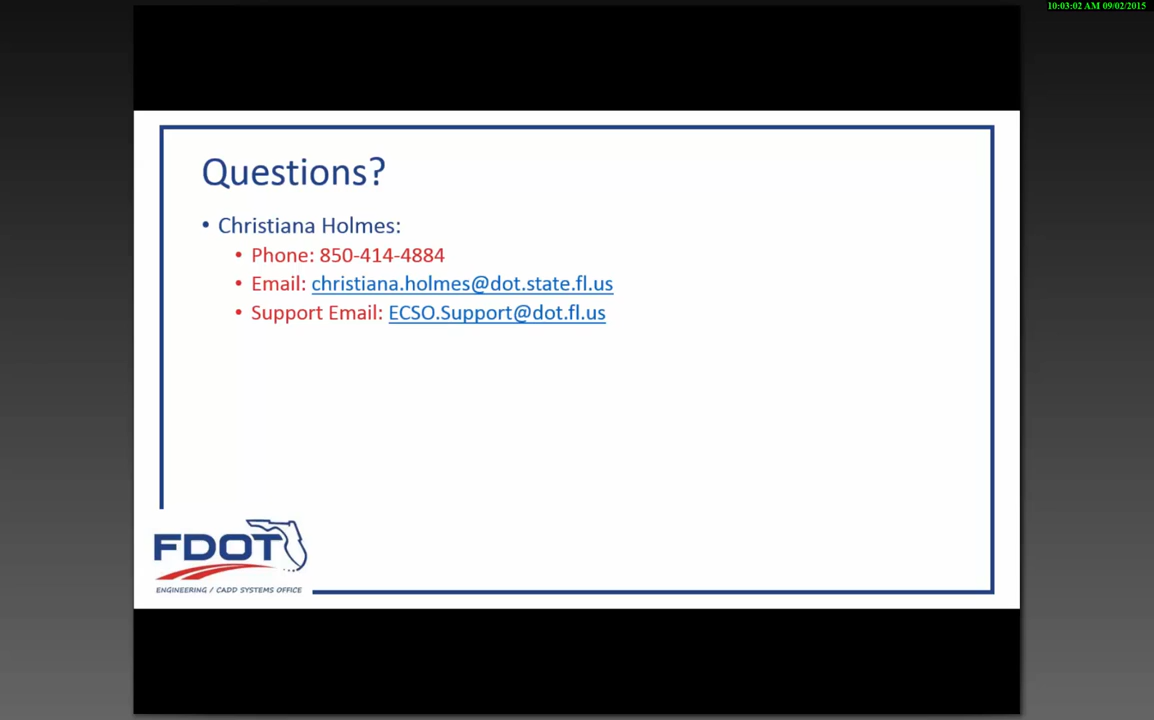 10:03:02 AM 09/02/2015
Questions?
• Christiana Holmes:
• Phone: 850-414-4884
• Email: christiana.holmes@dot.state.fl.us
• Support Email: ECSO.Support@dot.fl.us
FDOT
ENGINEERING / CADD SYSTEMS OFFICE